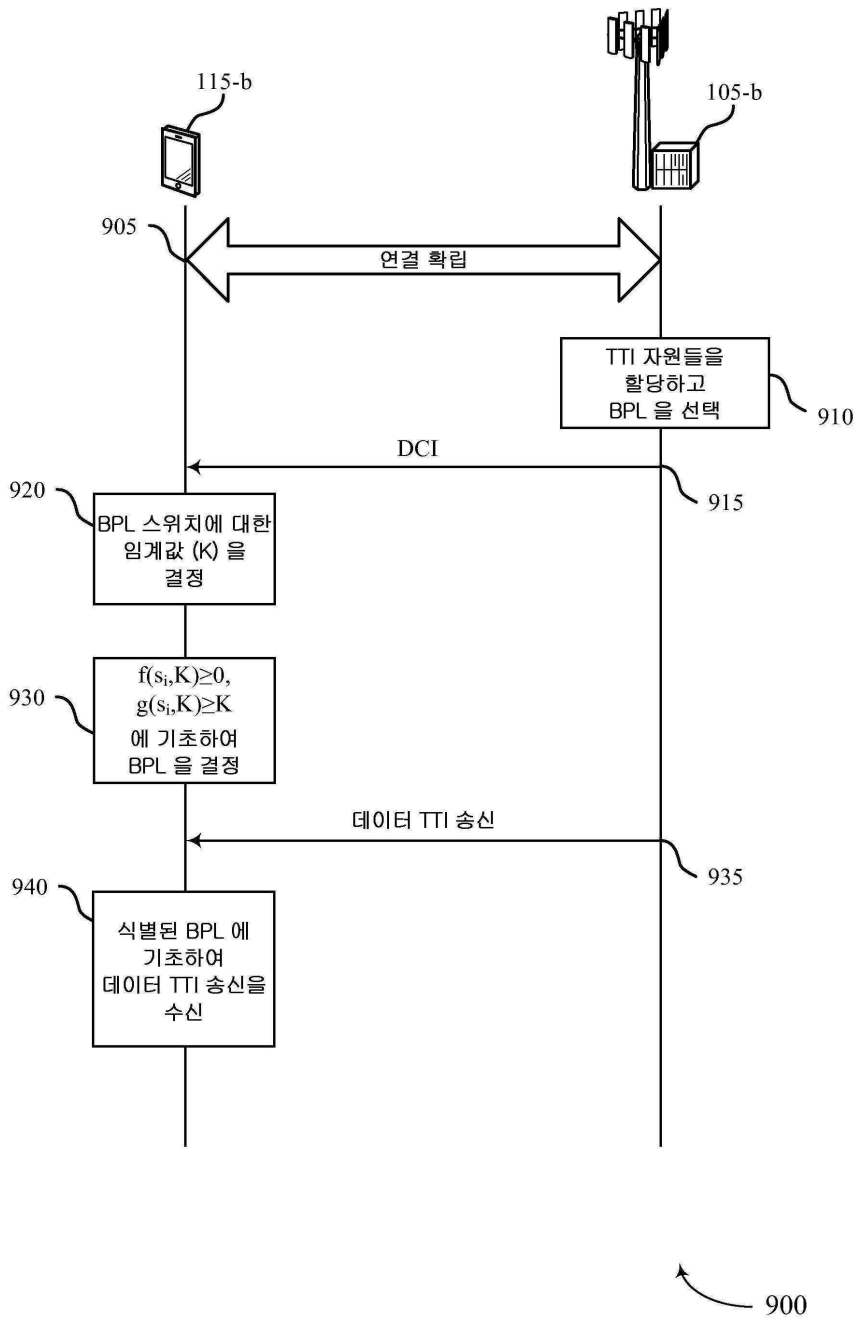 115-b
105-b
905
연결 확립
TTI 자원들을
할당하고
BPL 을 선택
910
DCI
915
920
BPL 스위치에 대한
임계값 (K) 을
결정
930
f(sᵢ,K)≥0,
g(sᵢ,K)≥K
에 기초하여
BPL 을 결정
데이터 TTI 송신
935
940
식별된 BPL 에
기초하여
데이터 TTI 송신을
수신
900